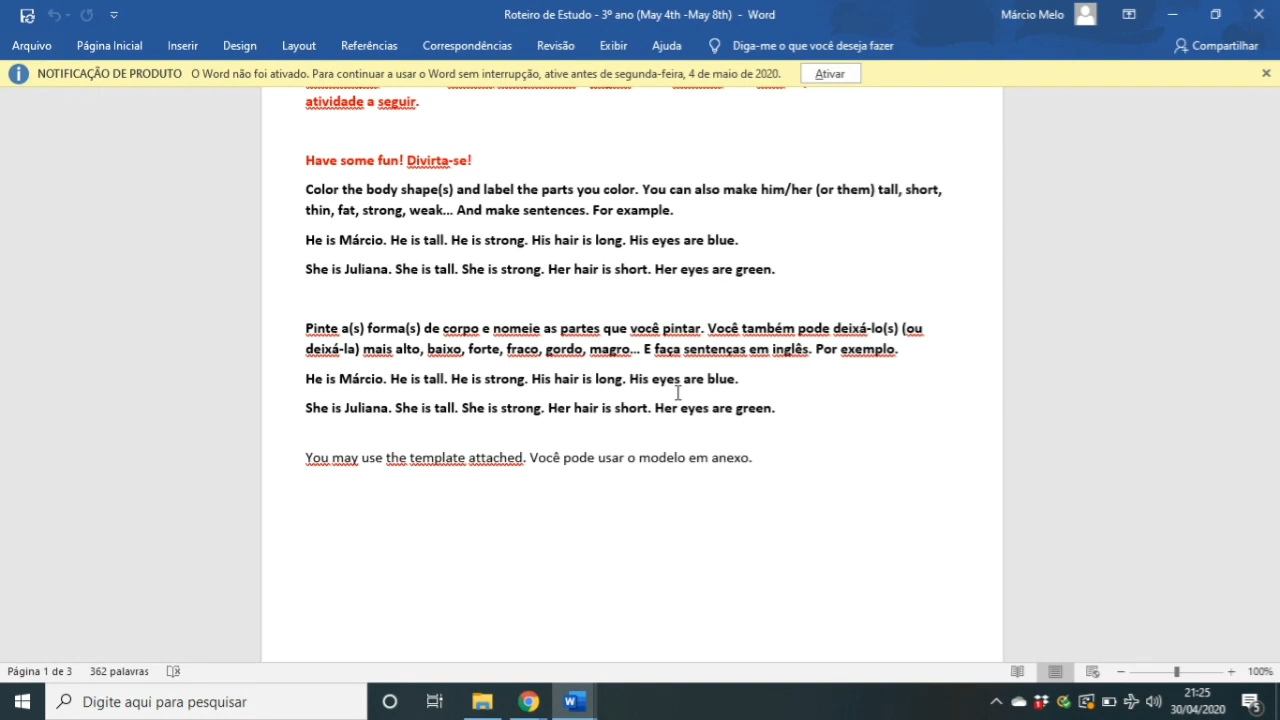 Roteiro de Estudo - 3º ano (May 4th -May 8th) - Word
Márcio Melo
Arquivo Página Inicial Inserir Design Layout Referências Correspondências Revisão Exibir Ajuda Diga-me o que você deseja fazer Compartilhar
NOTIFICAÇÃO DE PRODUTO O Word não foi ativado. Para continuar a usar o Word sem interrupção, ative antes de segunda-feira, 4 de maio de 2020. Ativar
atividade a seguir.
Have some fun! Divirta-se!
Color the body shape(s) and label the parts you color. You can also make him/her (or them) tall, short,
thin, fat, strong, weak... And make sentences. For example.
He is Márcio. He is tall. He is strong. His hair is long. His eyes are blue.
She is Juliana. She is tall. She is strong. Her hair is short. Her eyes are green.
Pinte a(s) forma(s) de corpo e nomeie as partes que você pintar. Você também pode deixá-lo(s) (ou
deixá-la) mais alto, baixo, forte, fraco, gordo, magro... E faça sentenças em inglês. Por exemplo.
He is Márcio. He is tall. He is strong. His hair is long. His eyes are blue.
She is Juliana. She is tall. She is strong. Her hair is short. Her eyes are green.
You may use the template attached. Você pode usar o modelo em anexo.
Página 1 de 3 362 palavras 100%
Digite aqui para pesquisar
21:25
30/04/2020
5